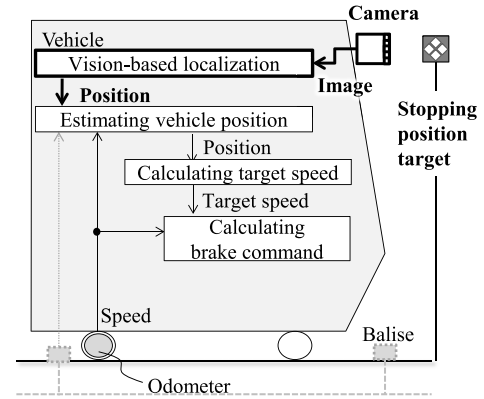 Camera
Vehicle
Vision-based localization
Image
Position
Stopping
position
target
Estimating vehicle position
Position
Calculating target speed
Target speed
Calculating
brake command
Speed
Balise
Odometer